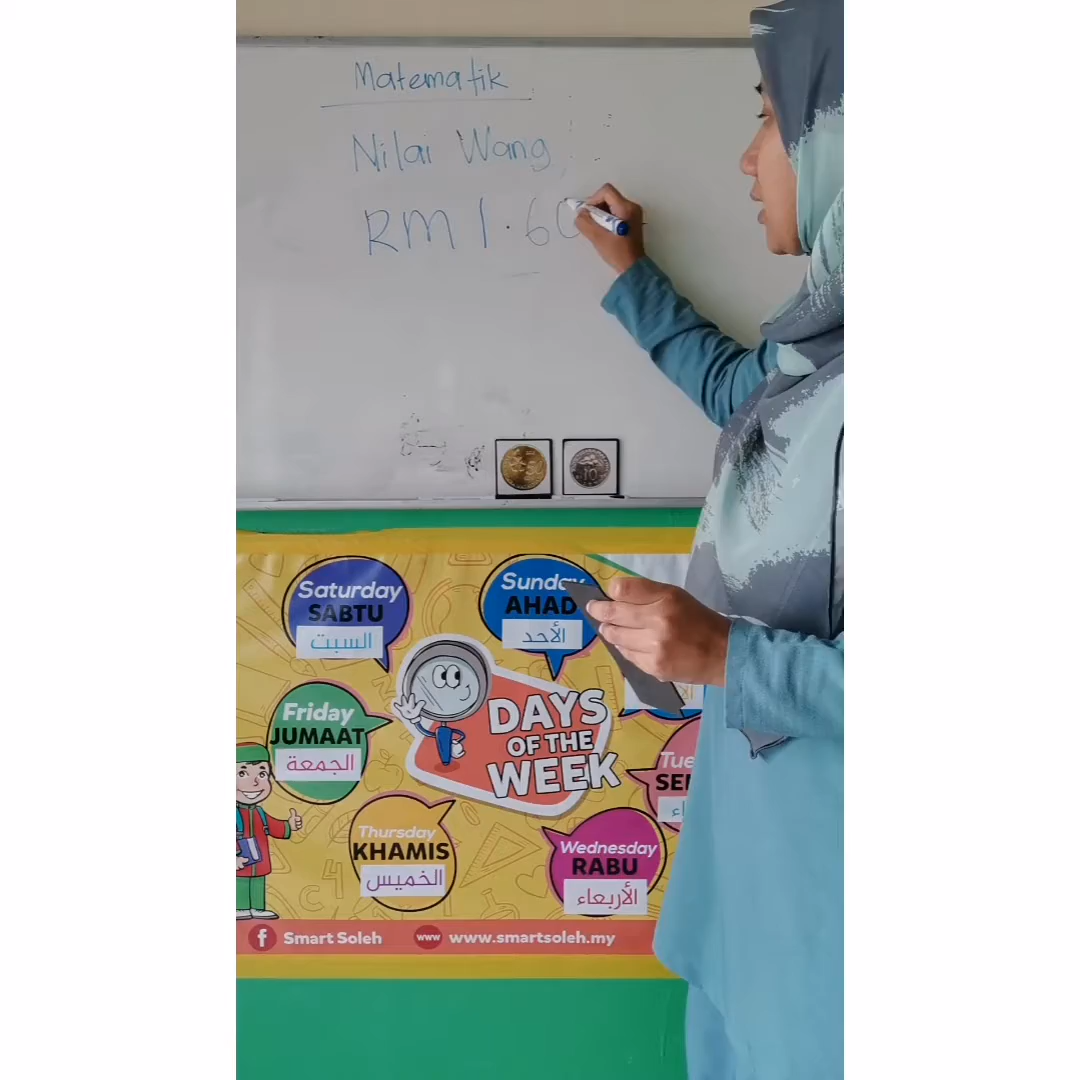 Matematik
Nilai Wang
RM 1.60
10
Saturday
SABTU
السبت
Sunday
AHAD
الأحد
Friday
JUMAAT
الجمعة
DAYS
OF THE
WEEK
Thursday
KHAMIS
الخميس
Wednesday
RABU
الأربعاء
Smart Soleh
www
www.smartsoleh.my